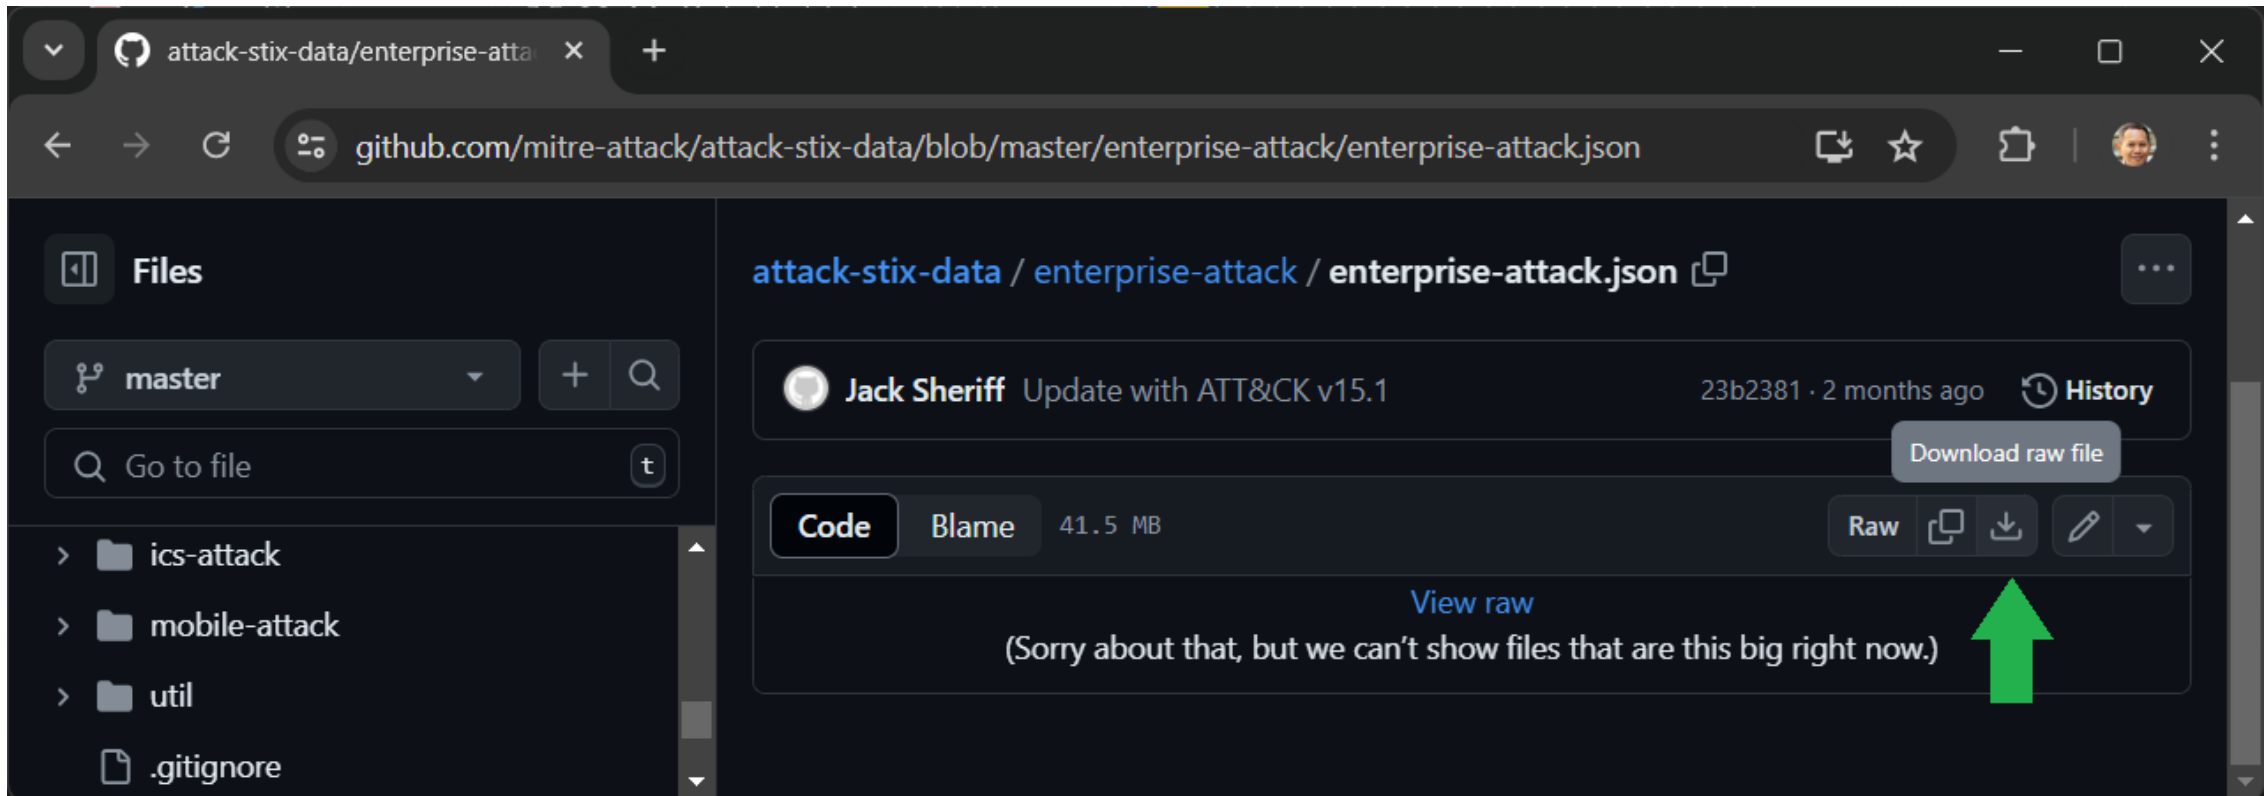 attack-stix-data/enterprise-atta
github.com/mitre-attack/attack-stix-data/blob/master/enterprise-attack/enterprise-attack.json
Files
master
Go to file
t
ics-attack
mobile-attack
util
.gitignore
attack-stix-data / enterprise-attack / enterprise-attack.json
Jack Sheriff Update with ATT&CK v15.1 23b2381 · 2 months ago History
Download raw file
Code Blame 41.5 MB Raw
View raw
(Sorry about that, but we can’t show files that are this big right now.)